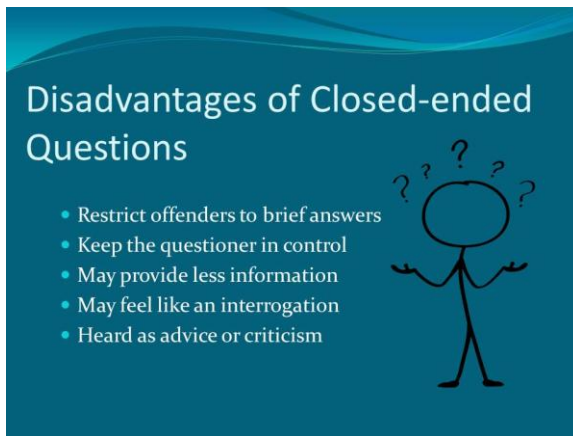 Disadvantages of Closed-ended
Questions
? ? ? ? ?
• Restrict offenders to brief answers
• Keep the questioner in control
• May provide less information
• May feel like an interrogation
• Heard as advice or criticism